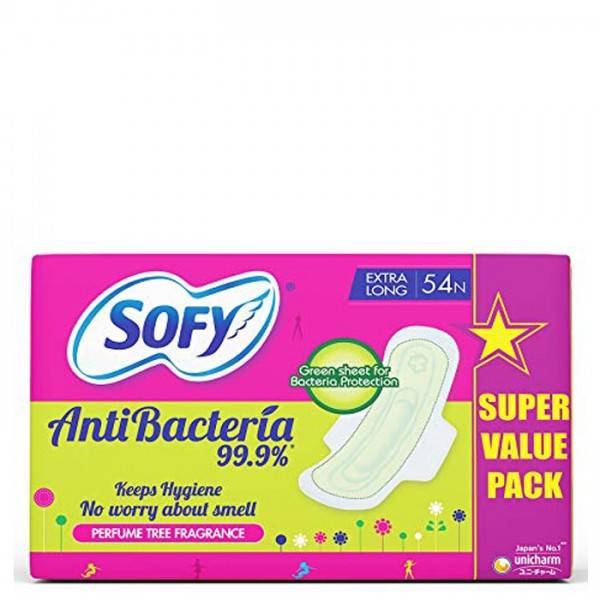 SOFY®
EXTRA
LONG
54N
Green sheet for
Bacteria Protection
AntiBacteria
99.9%*
Keeps Hygiene
No worry about smell
PERFUME TREE FRAGRANCE
SUPER
VALUE
PACK
Japan's No.1**
unicharm
ユニ・チャーム